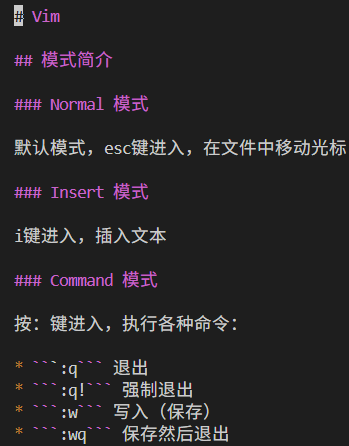 # Vim
## 模式简介
### Normal 模式
默认模式，esc键进入，在文件中移动光标
### Insert 模式
i键进入，插入文本
### Command 模式
按：键进入，执行各种命令：
* ```:q``` 退出
* ```:q!``` 强制退出
* ```:w``` 写入（保存）
* ```:wq``` 保存然后退出